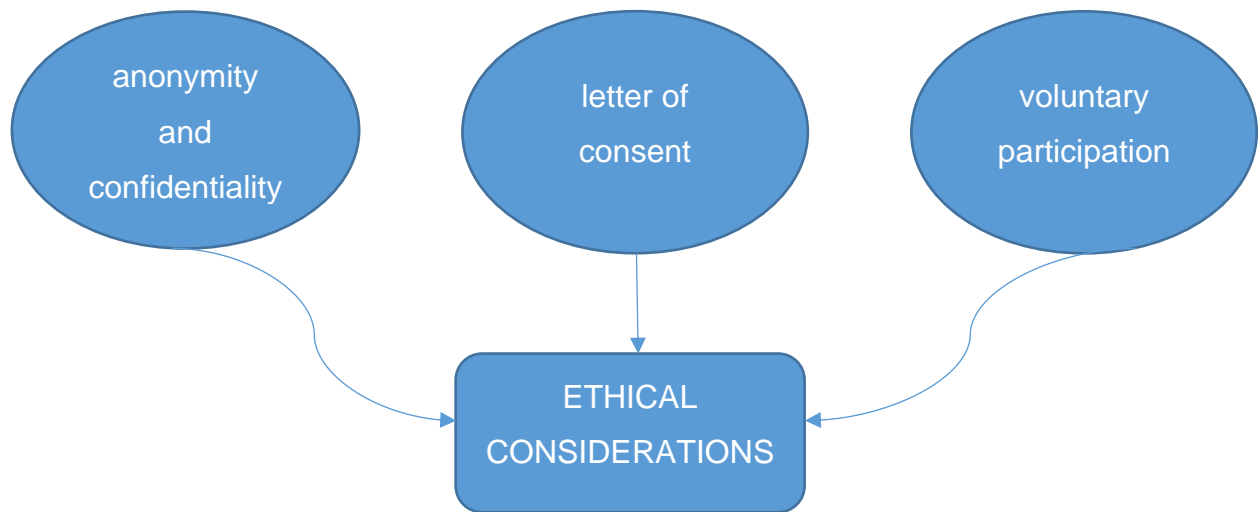 anonymity
and
confidentiality
letter of
consent
voluntary
participation
ETHICAL
CONSIDERATIONS